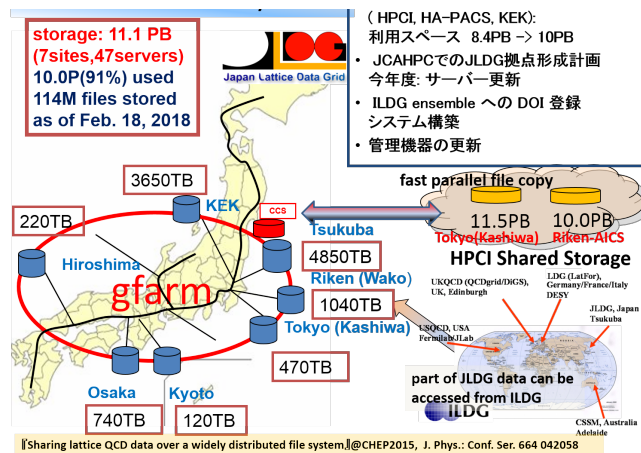 storage: 11.1 PB
(7sites,47servers)
10.0P(91%) used
114M files stored
as of Feb. 18, 2018
Japan Lattice Data Grid
( HPCI, HA-PACS, KEK):
利用スペース 8.4PB -> 10PB
• JCAHPCでのJLDG拠点形成計画
今年度: サーバー更新
• ILDG ensemble への DOI 登録
システム構築
• 管理機器の更新
fast parallel file copy
11.5PB
10.0PB
Tokyo(Kashiwa)
Riken-AICS
HPCI Shared Storage
3650TB
KEK
ccs
Tsukuba
4850TB
220TB
Hiroshima
gfarm
Riken (Wako)
1040TB
Tokyo (Kashiwa)
470TB
Osaka
740TB
Kyoto
120TB
UKQCD (QCDgrid/DiGS),
UK, Edinburgh
LDG (LatFor),
Germany/France/Italy
DESY
JLDG, Japan
Tsukuba
USQCD, USA
Fermilab/JLab
part of JLDG data can be
accessed from ILDG
ILDG
CSSM, Australia
Adelaide
『Sharing lattice QCD data over a widely distributed file system』@CHEP2015, J. Phys.: Conf. Ser. 664 042058